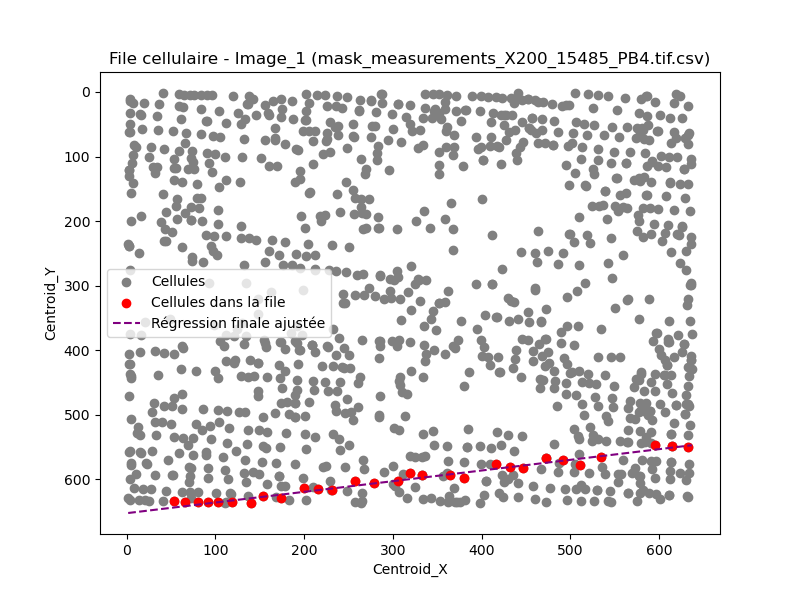 File cellulaire - Image_1 (mask_measurements_X200_15485_PB4.tif.csv)
0
100
200
300
400
500
600
Centroid_Y
Cellules
Cellules dans la file
Régression finale ajustée
0 100 200 300 400 500 600
Centroid_X